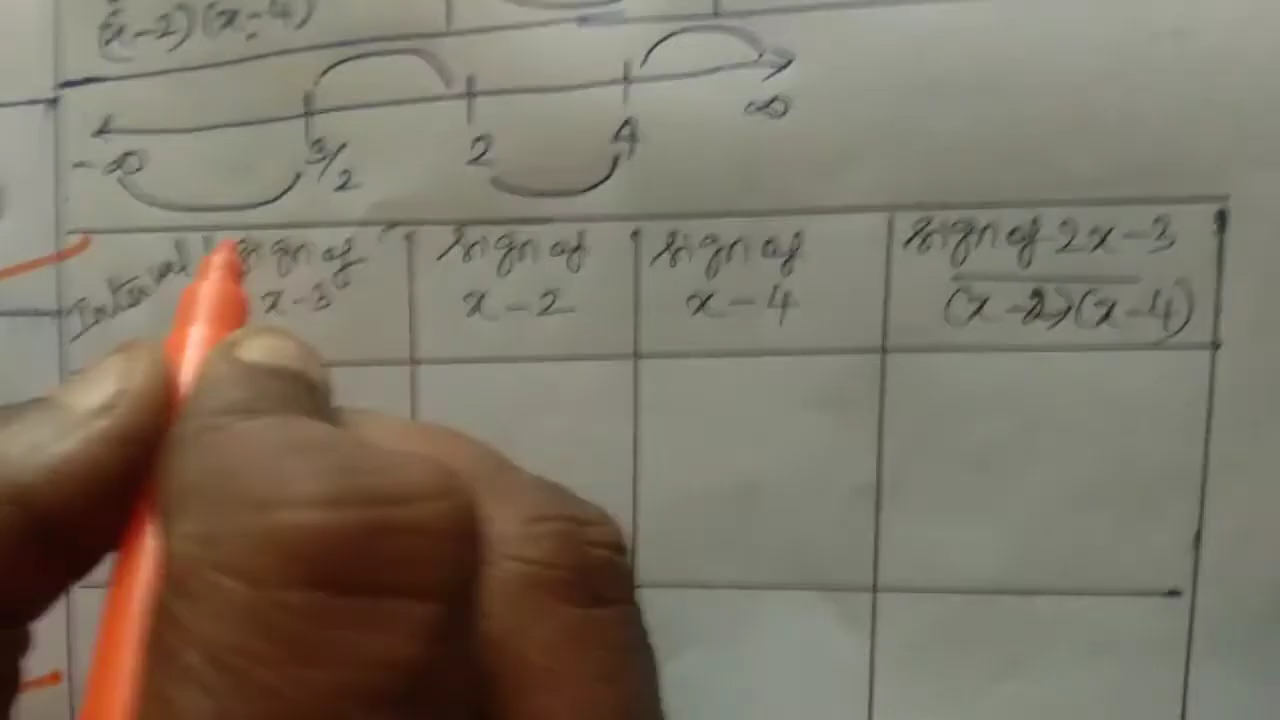 (x-2)(x-4)
-∞ 3/2 2 4 ∞
Interval Sign of Sign of Sign of Sign of 2x-3
x-3 x-2 x-4 (x-2)(x-4)